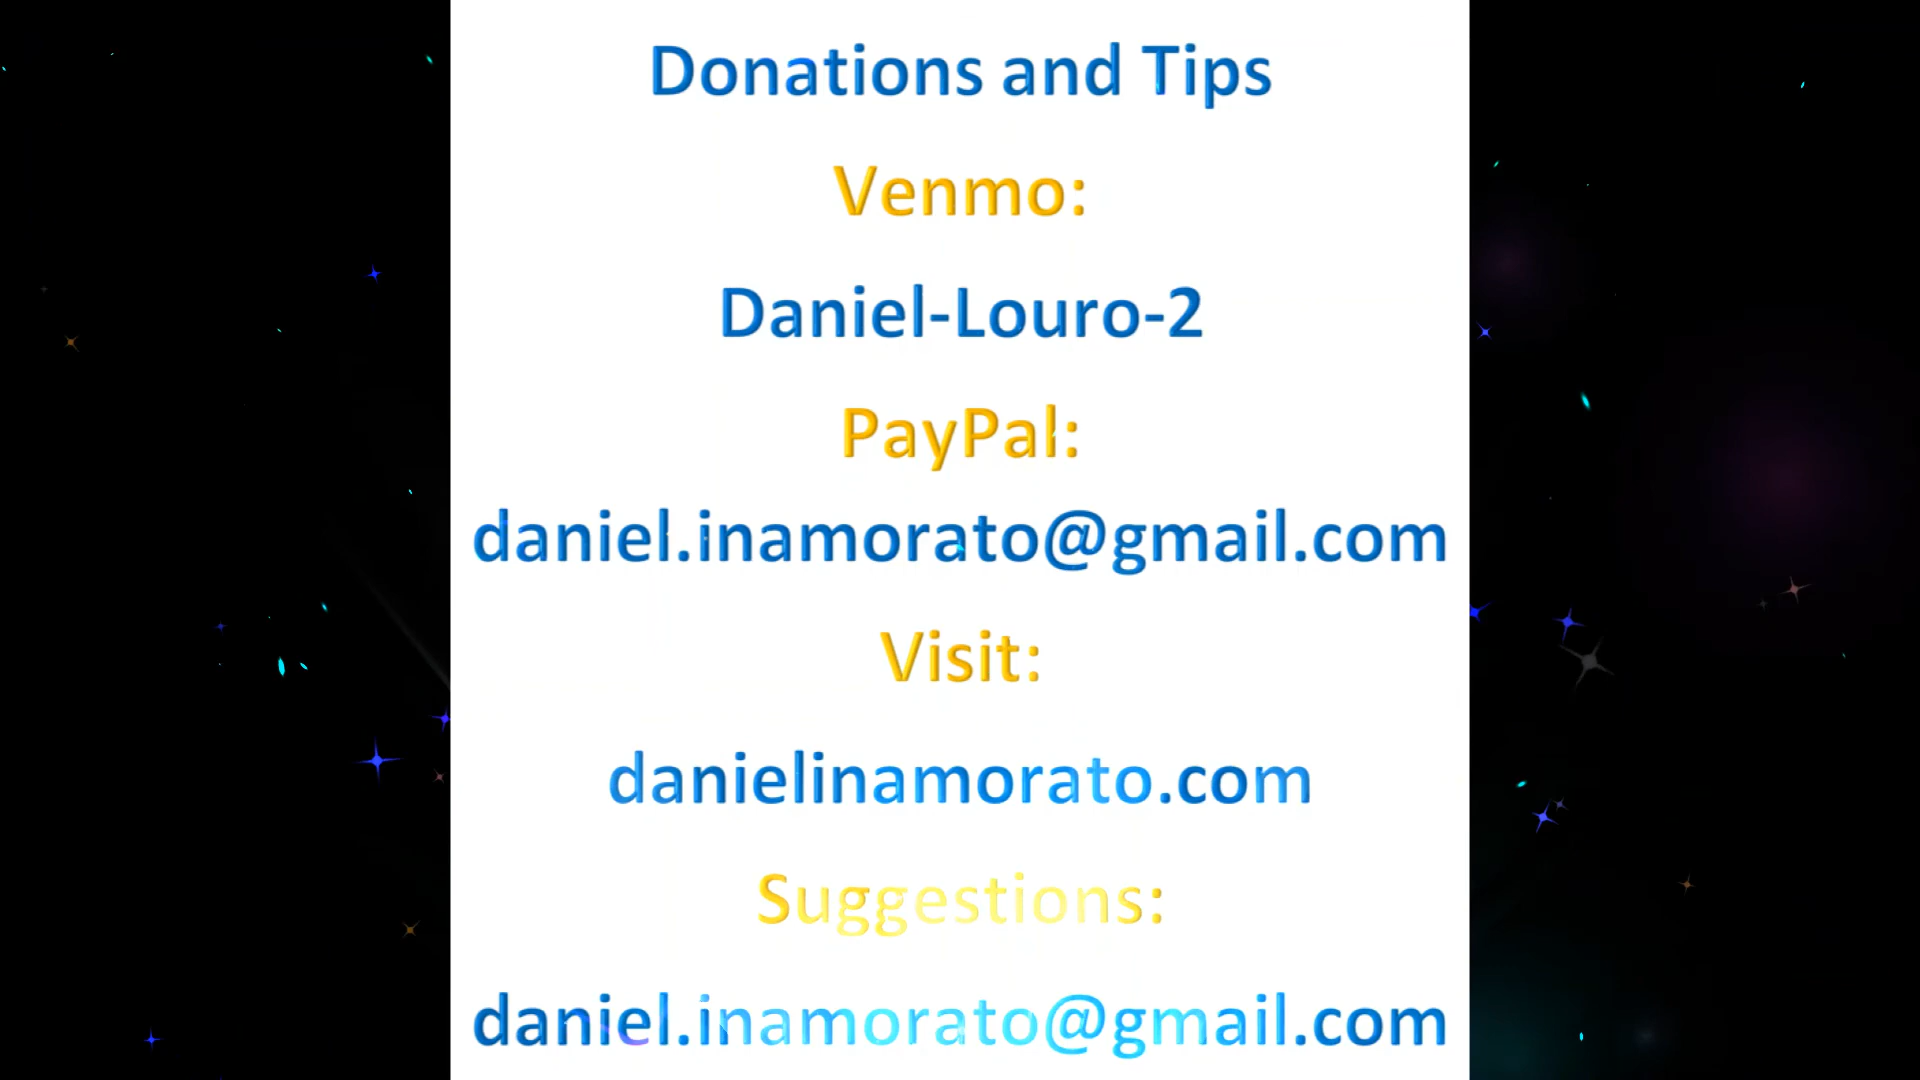 Donations and Tips
Venmo:
Daniel-Louro-2
PayPal:
daniel.inamorato@gmail.com
Visit:
danielinamorato.com
Suggestions:
daniel.inamorato@gmail.com